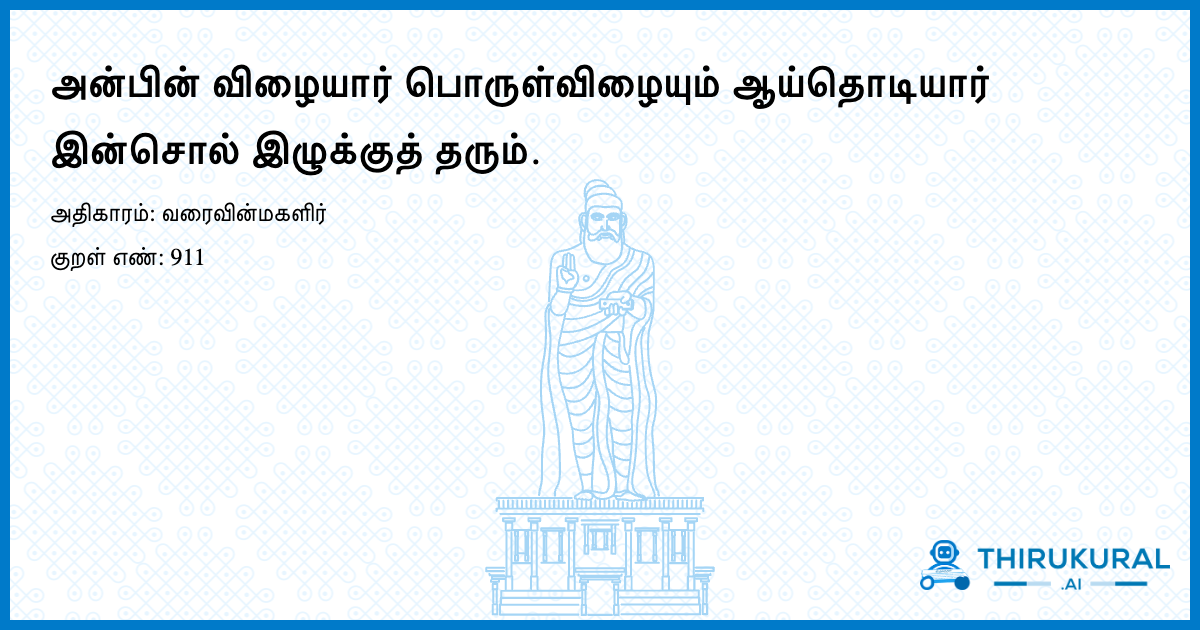 அன்பின் விழையார் பொருள்விழையும் ஆய்தொடியார்
இன்சொல் இழுக்குத் தரும்.
அதிகாரம்: வரைவின்மகளிர்
குறள் எண்: 911
THIRUKURAL
.AI